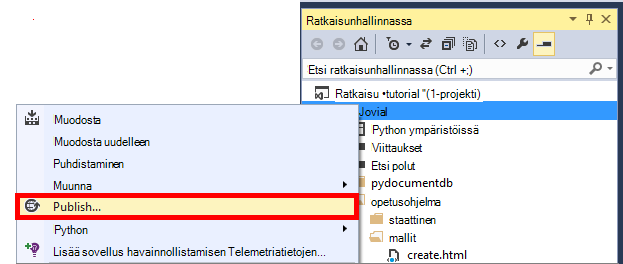 Ratkaisunhallinnassa
Etsi ratkaisunhallinnassa (Ctrl +;)
Ratkaisu •tutorial "(1-projekti)
Jovial
Python ympäristöissä
Viittaukset
Etsi polut
pydocumentdb
opetusohjelma
staattinen
mallit
create.html
Muodosta
Muodosta uudelleen
Puhdistaminen
Muunna
Publish...
Python
Lisää sovellus havainnollistamisen Telemetriatietojen...